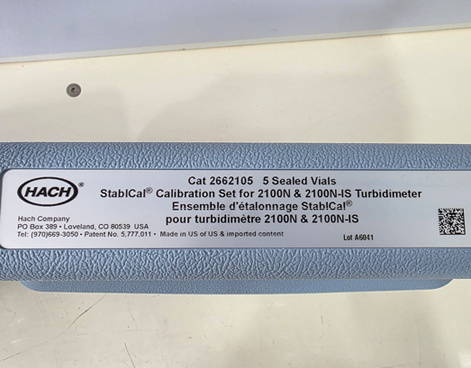 HACH
Cat 2662105 5 Sealed Vials
StablCal® Calibration Set for 2100N & 2100N-IS Turbidimeter
Ensemble d'étalonnage StablCal®
pour turbidimètre 2100N & 2100N-IS
Hach Company
PO Box 389 • Loveland, CO 80539 USA
Tel: (970)669-3050 • Patent No. 5,777,011 • Made in US of US & imported content
Lot A6041